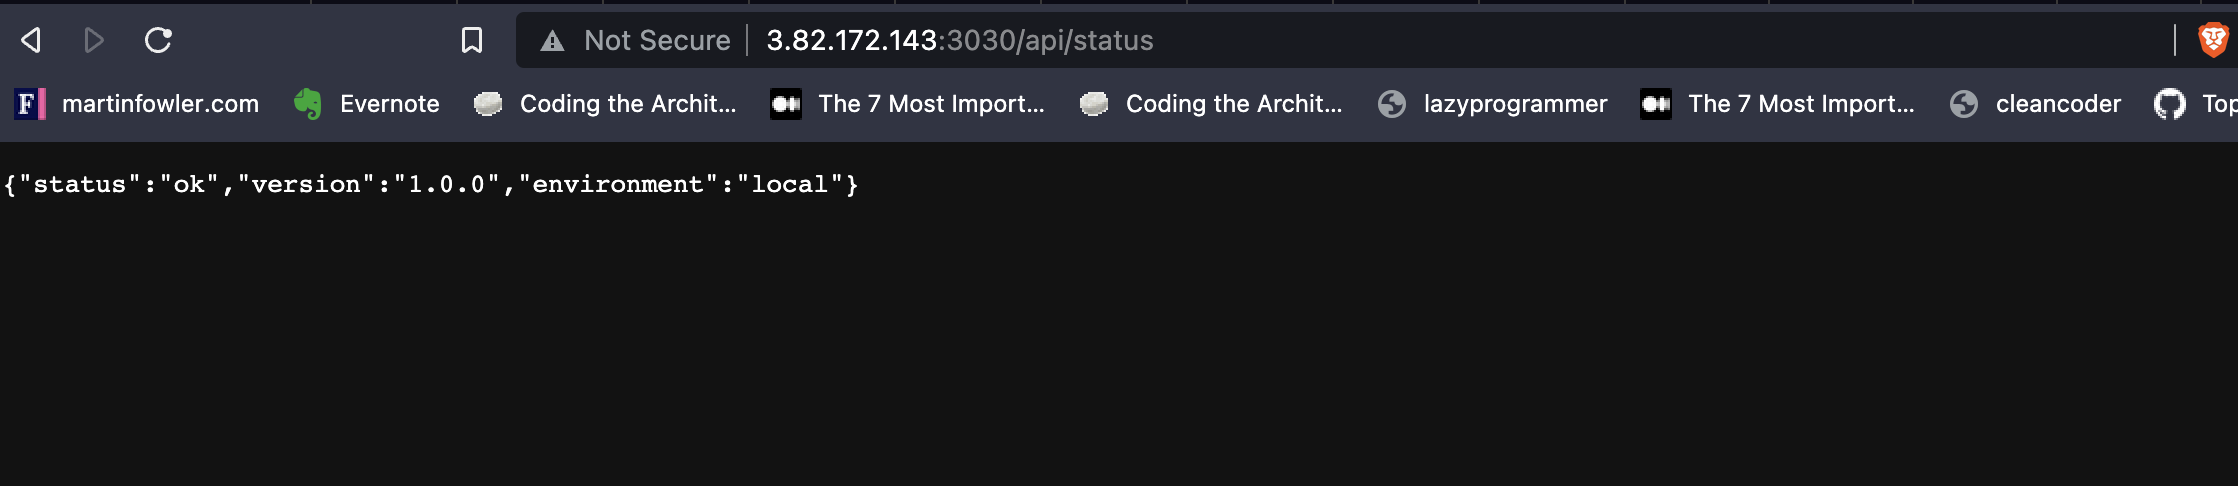 Not Secure 3.82.172.143:3030/api/status
F martinfowler.com Evernote Coding the Archit... The 7 Most Import... Coding the Archit... lazyprogrammer The 7 Most Import... cleancoder Top
{"status":"ok","version":"1.0.0","environment":"local"}